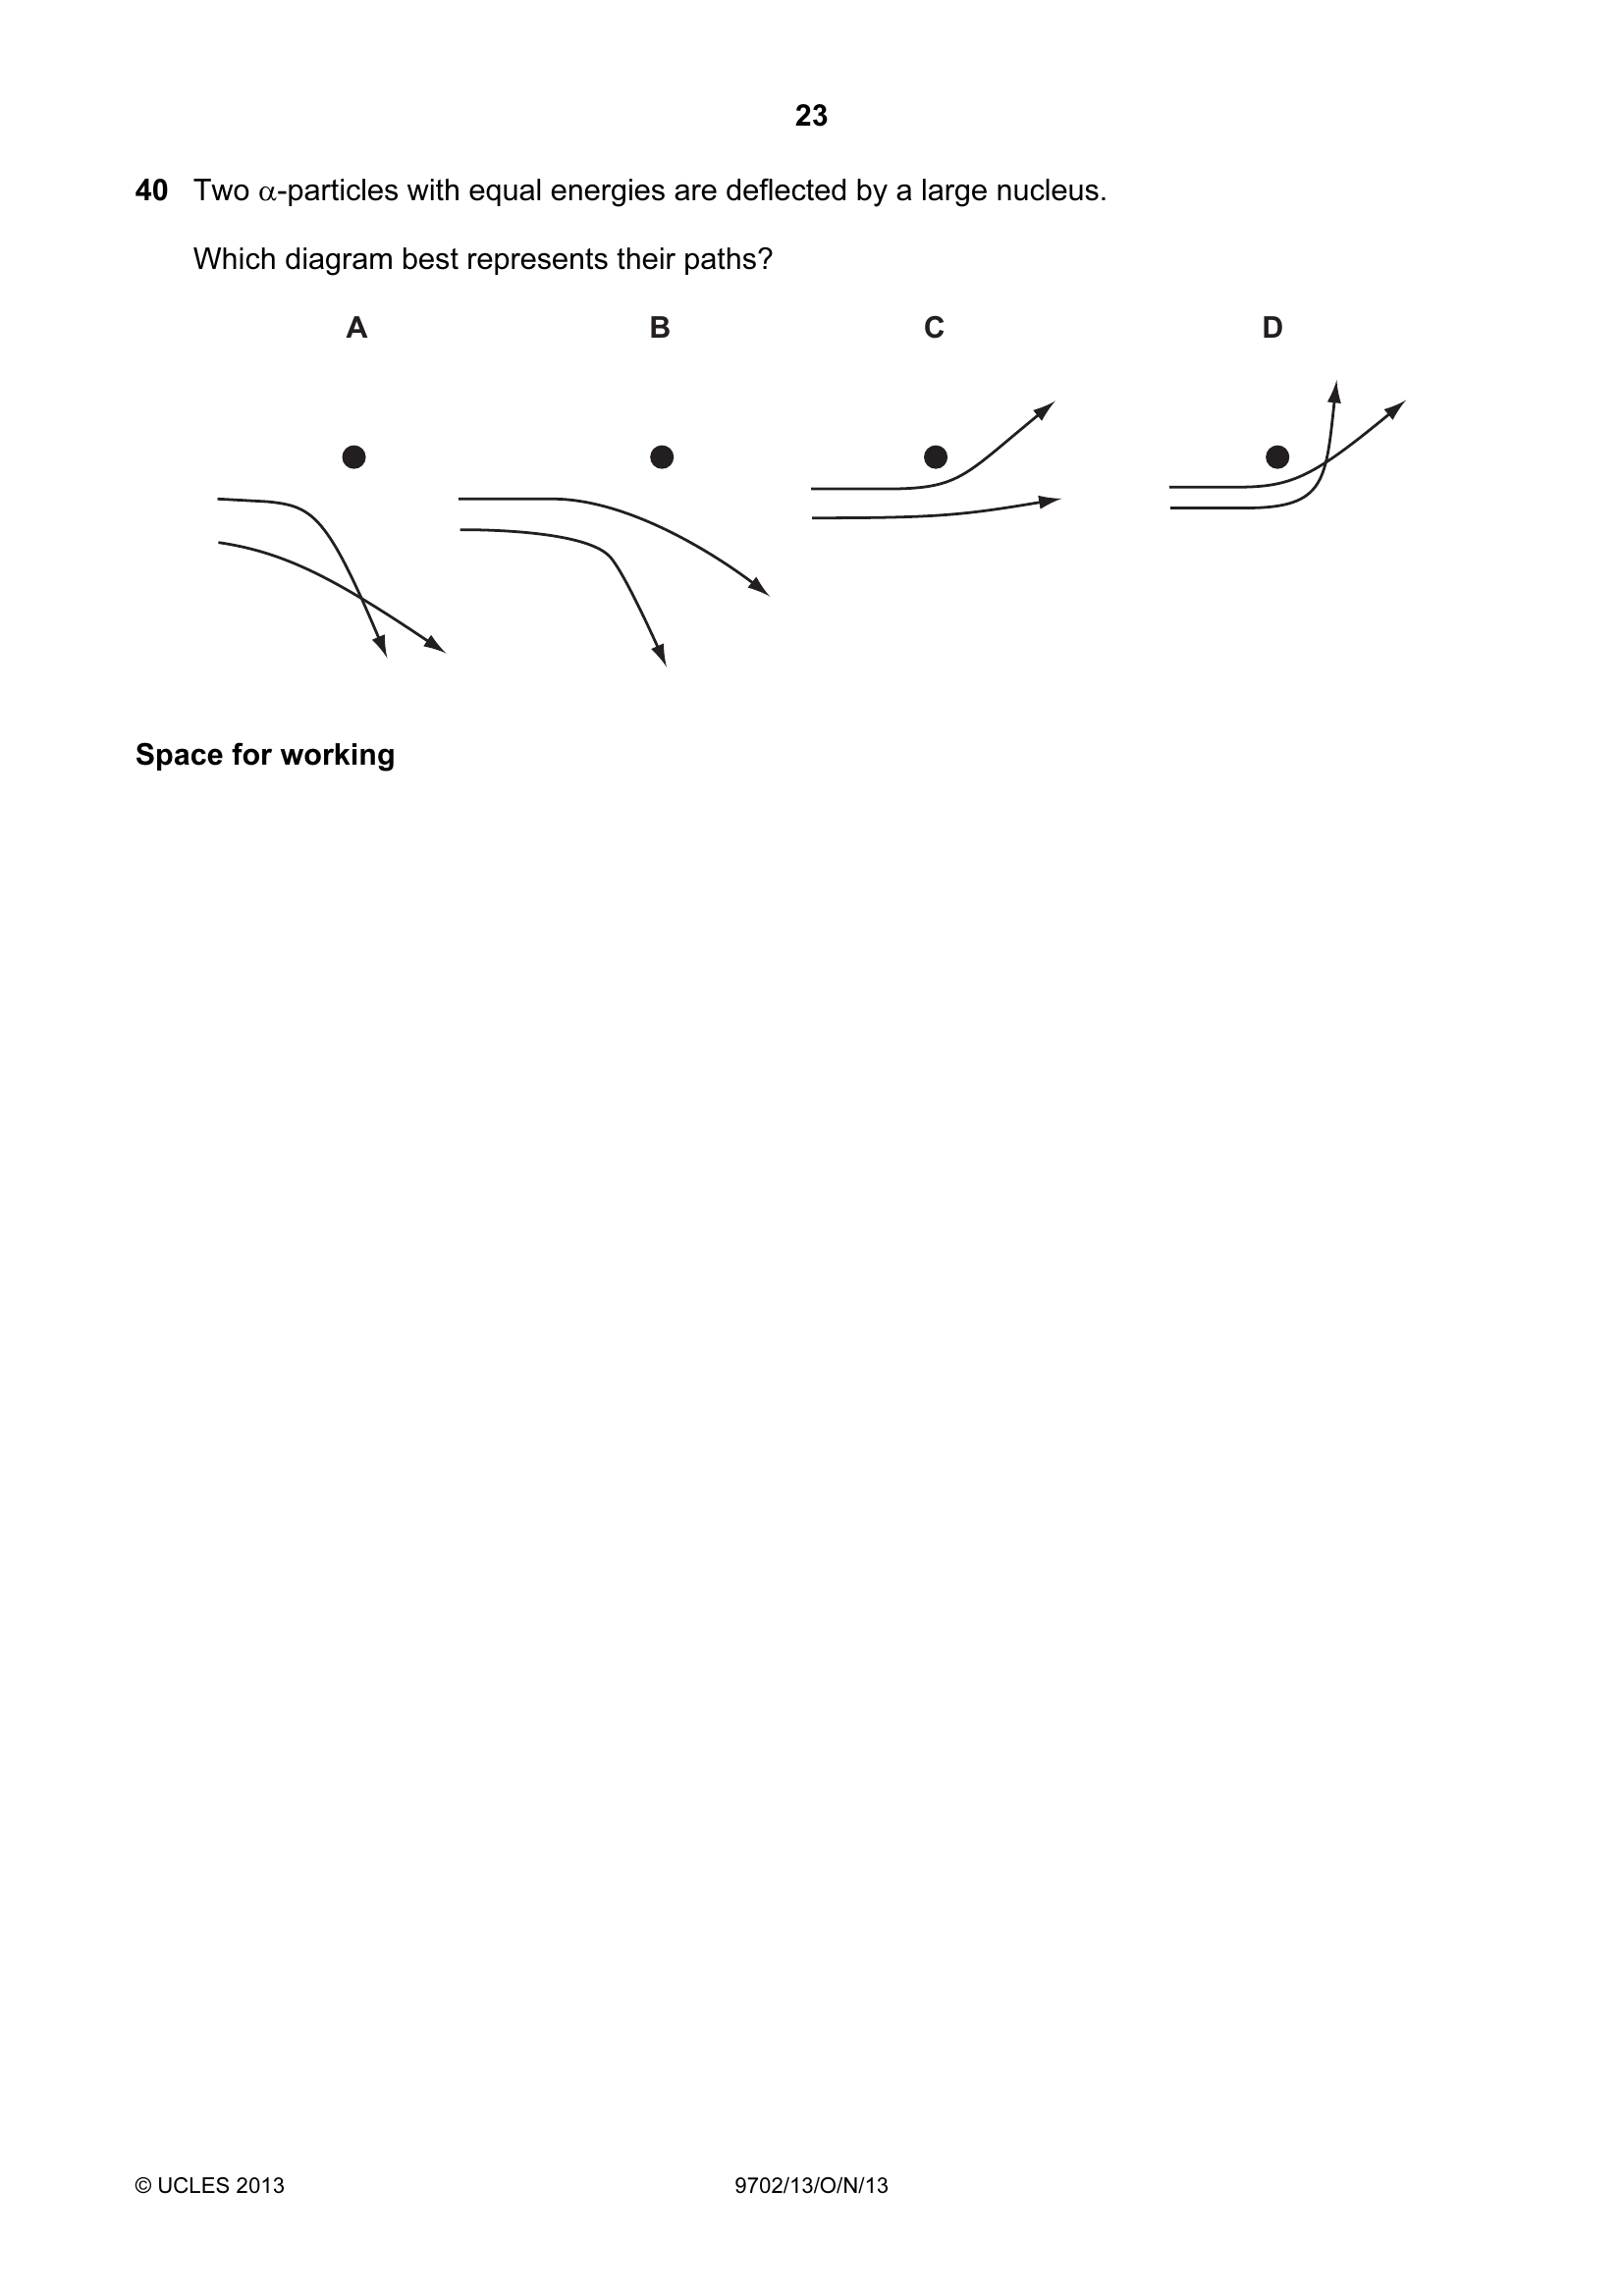 23
40 Two α-particles with equal energies are deflected by a large nucleus.
Which diagram best represents their paths?
A B C D
Space for working
© UCLES 2013 9702/13/O/N/13